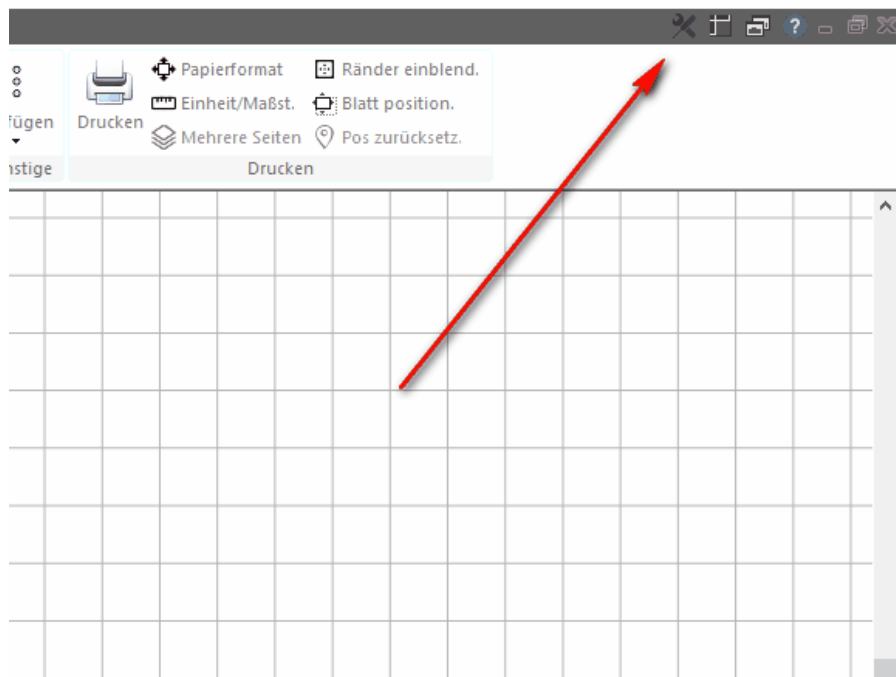 ?
Papierformat Ränder einblend.
fügen Drucken Einheit/Maßst. Blatt position.
Mehrere Seiten Pos zurücksetz.
nstige Drucken